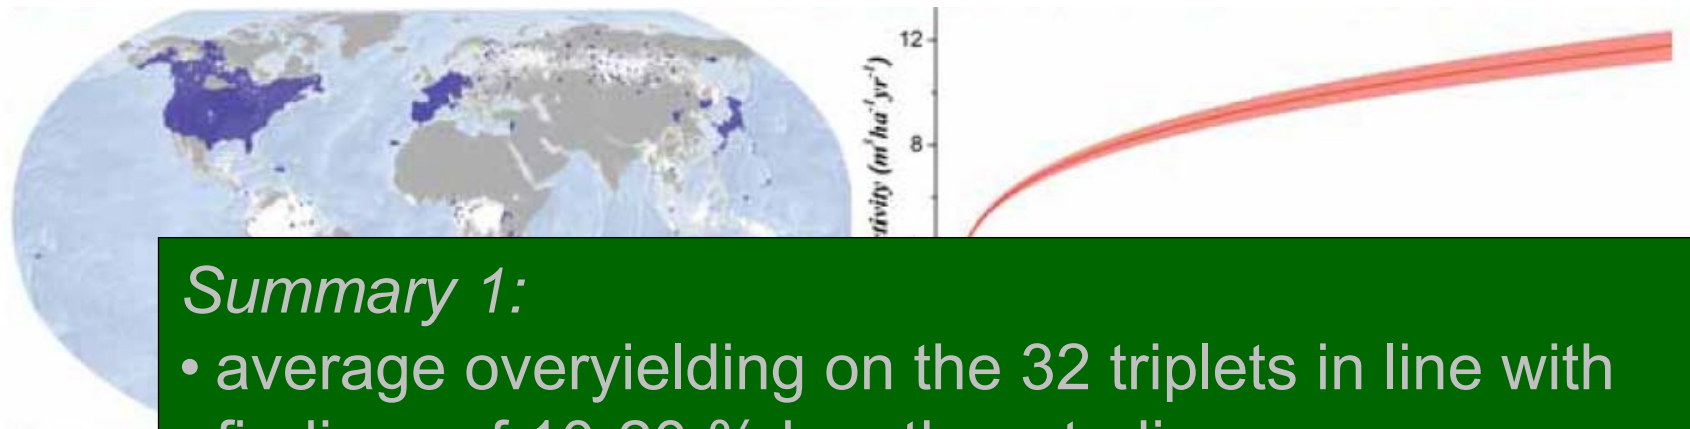 12
8
tivity (m³ha⁻¹yr⁻¹)
Summary 1:
• average overyielding on the 32 triplets in line with